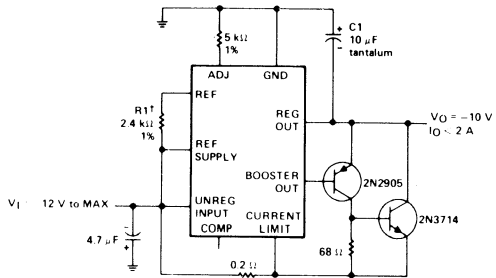 5 kΩ
1%
C1
10 μF
tantalum
+
−
ADJ
GND
REF
R1†
2.4 kΩ
1%
REG
OUT
VO = −10 V
IO < 2 A
REF
SUPPLY
BOOSTER
OUT
2N2905
VI 12 V to MAX
UNREG
INPUT
CURRENT
LIMIT
2N3714
COMP
4.7 μF
−
+
68 Ω
0.2 Ω